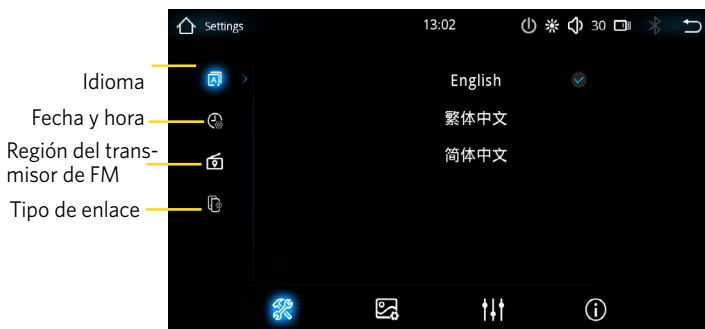 Settings 13:02 30
Idioma
English
Fecha y hora
繁体中文
Región del trans-
misor de FM
简体中文
Tipo de enlace